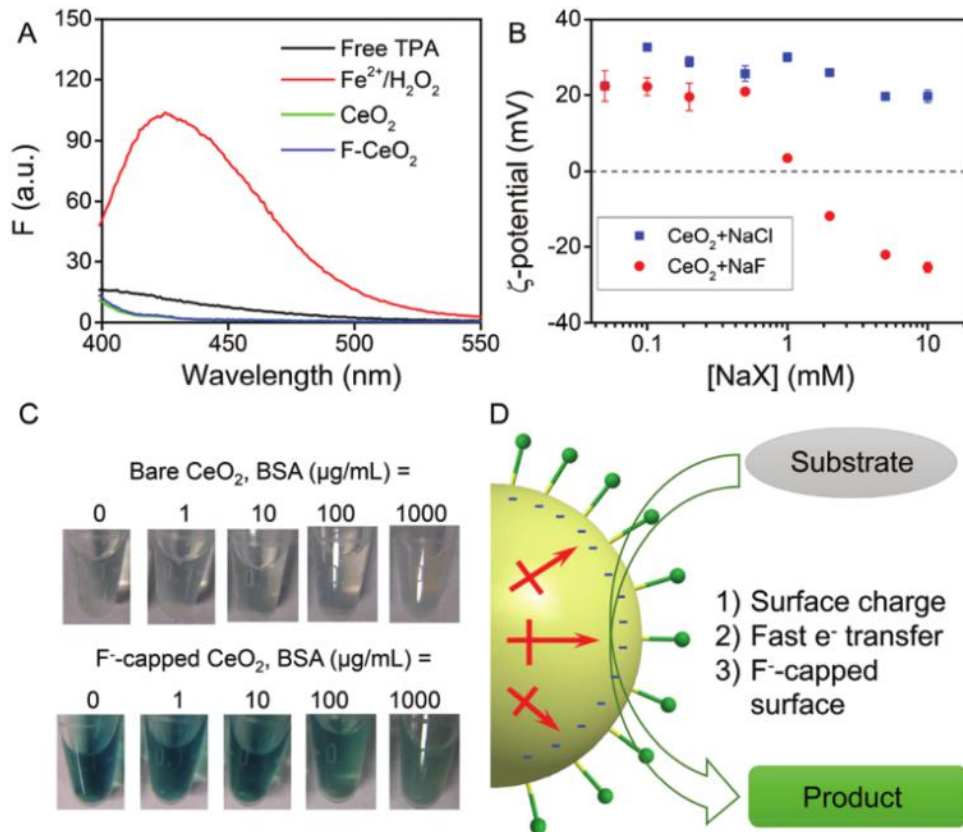 A
150
120
90
60
30
0
F (a.u.)
400
450
500
550
Wavelength (nm)
Free TPA
Fe²⁺/H₂O₂
CeO₂
F-CeO₂
B
40
20
0
-20
-40
ζ-potential (mV)
0.1
1
10
[NaX] (mM)
CeO₂+NaCl
CeO₂+NaF
C
Bare CeO₂, BSA (µg/mL) =
0 1 10 100 1000
F⁻-capped CeO₂, BSA (µg/mL) =
0 1 10 100 1000
D
Substrate
1) Surface charge
2) Fast e⁻ transfer
3) F⁻-capped
surface
Product